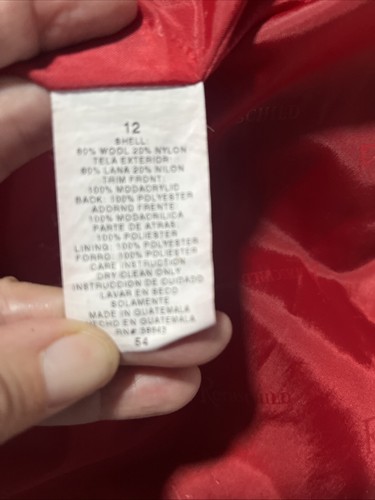 12
SHELL:
80% WOOL 20% NYLON
TELA EXTERIOR:
80% LANA 20% NILON
TRIM FRONT:
100% MODACRYLIC
BACK: 100% POLYESTER
ADORNO FRENTE:
100% MODACRILICA
PARTE DE ATRAS:
100% POLIESTER
LINING: 100% POLYESTER
FORRO: 100% POLIESTER
CARE INSTRUCTION
DRY CLEAN ONLY
INSTRUCCION DE CUIDADO
LAVAR EN SECO
SOLAMENTE
MADE IN GUATEMALA
HECHO EN GUATEMALA
RN#
54